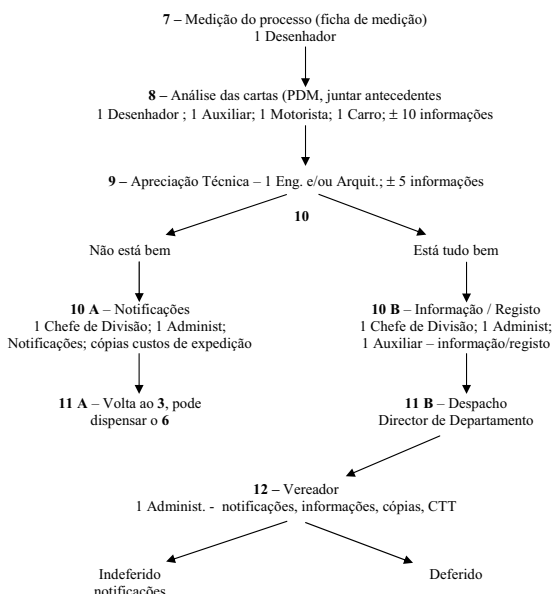 7 – Medição do processo (ficha de medição)
1 Desenhador
8 – Análise das cartas (PDM, juntar antecedentes
1 Desenhador ; 1 Auxiliar; 1 Motorista; 1 Carro; ± 10 informações
9 – Apreciação Técnica – 1 Eng. e/ou Arquit.; ± 5 informações
10
Não está bem
Está tudo bem
10 A – Notificações
1 Chefe de Divisão; 1 Administ;
Notificações; cópias custos de expedição
10 B – Informação / Registo
1 Chefe de Divisão; 1 Administ;
1 Auxiliar – informação/registo
11 A – Volta ao 3, pode
dispensar o 6
11 B – Despacho
Director de Departamento
12 – Vereador
1 Administ. - notificações, informações, cópias, CTT
Indeferido
notificações
Deferido